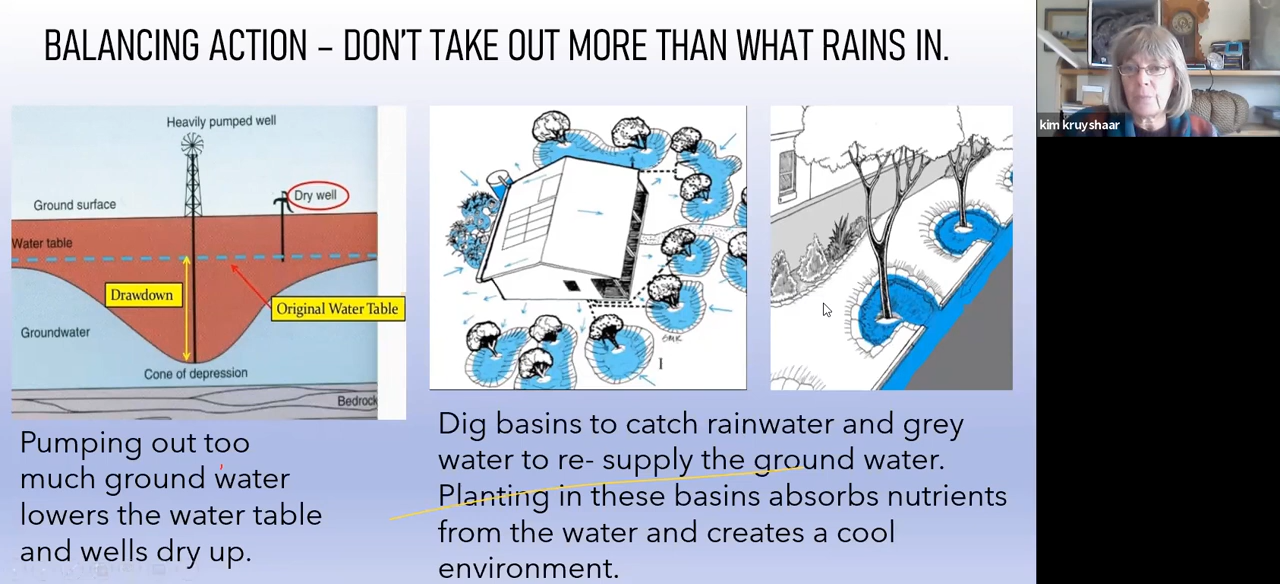 BALANCING ACTION – DON'T TAKE OUT MORE THAN WHAT RAINS IN.
kim kruyshaar
Heavily pumped well
Dry well
Ground surface
Water table
Drawdown
Original Water Table
Groundwater
Cone of depression
Bedrock
Pumping out too
much ground water
lowers the water table
and wells dry up.
Dig basins to catch rainwater and grey
water to re- supply the ground water.
Planting in these basins absorbs nutrients
from the water and creates a cool
environment.